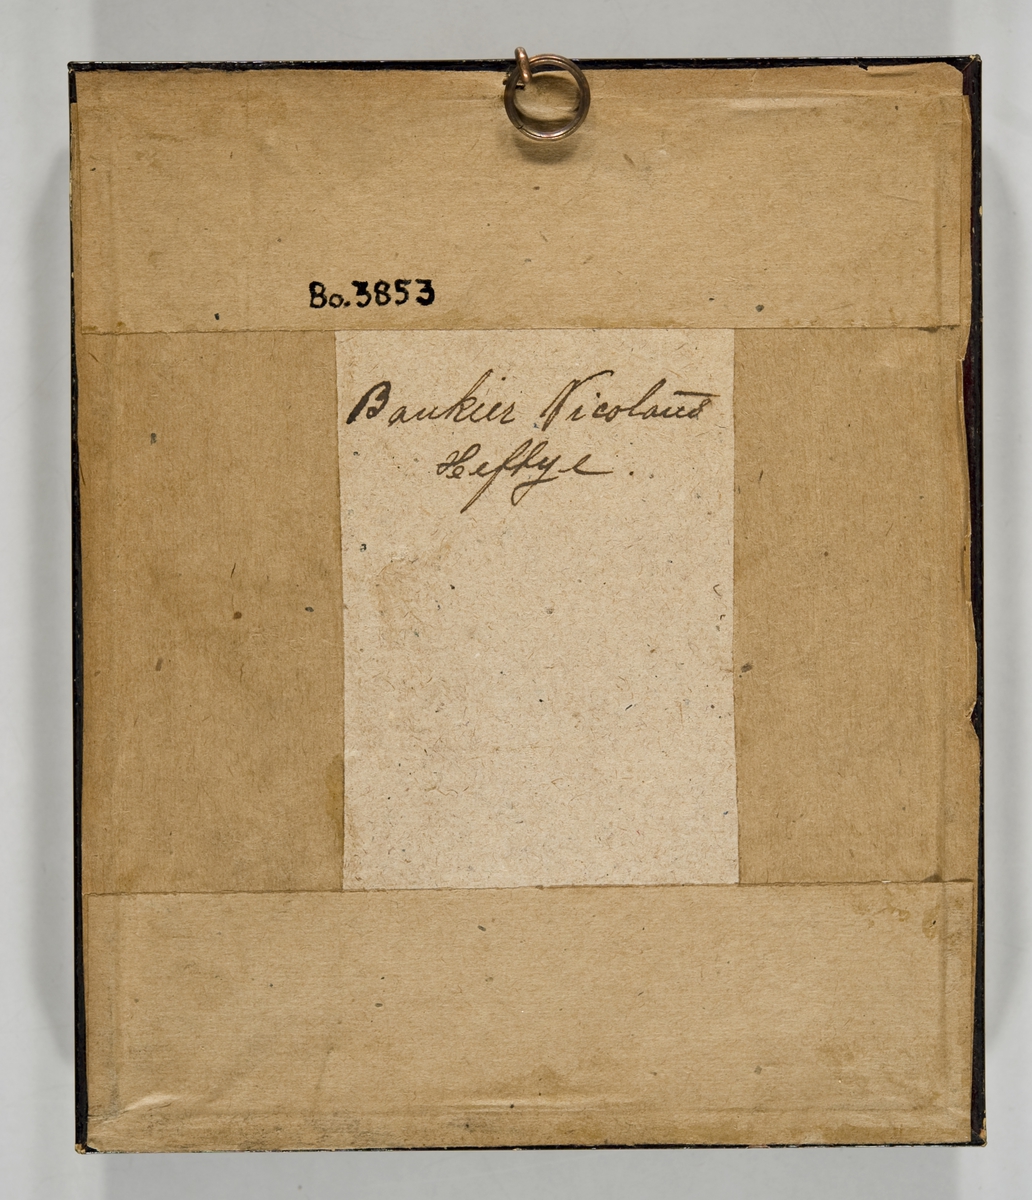 Bo.3853
Bankier Nicolaus
Heftye.